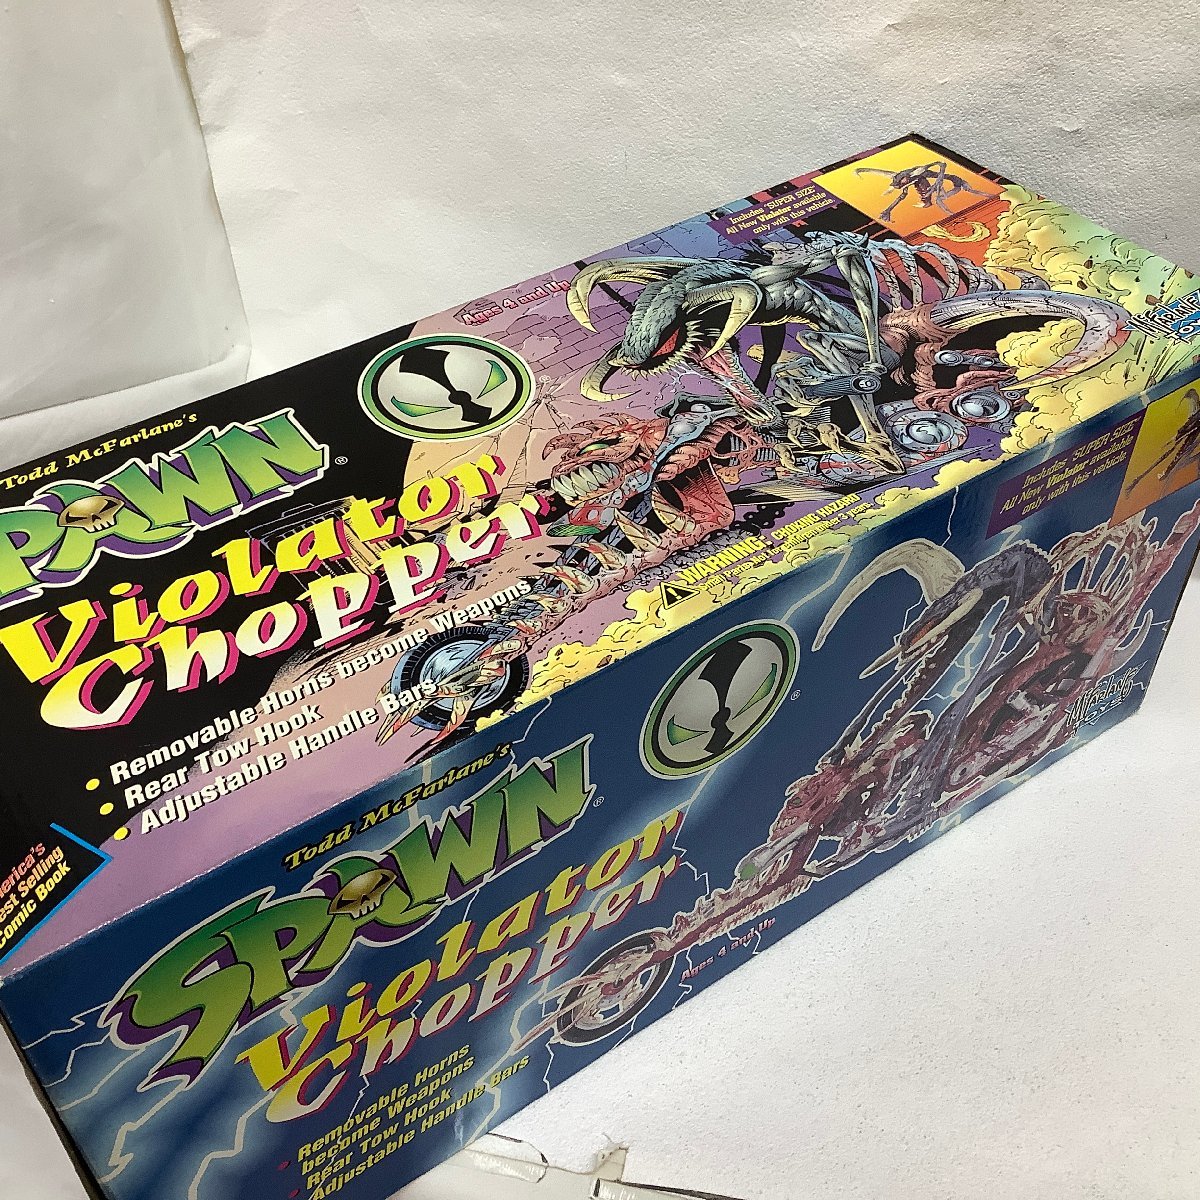 Includes 'SUPER SIZE'
All New Violator available
only with this vehicle
Ages 4 and Up
Todd McFarlane's
SPAWN®
Violator
Chopper
• Removable Horns become Weapons
• Rear Tow Hook
• Adjustable Handle Bars
WARNING: CHOKING HAZARD
America's
Best Selling
Comic Book
Includes 'SUPER SIZE'
All New Violator available
only with this vehicle
McFarlane
Toys
Todd McFarlane's
SPAWN®
Violator
Chopper
Ages 4 and Up
• Removable Horns
become Weapons
• Rear Tow Hook
• Adjustable Handle Bars